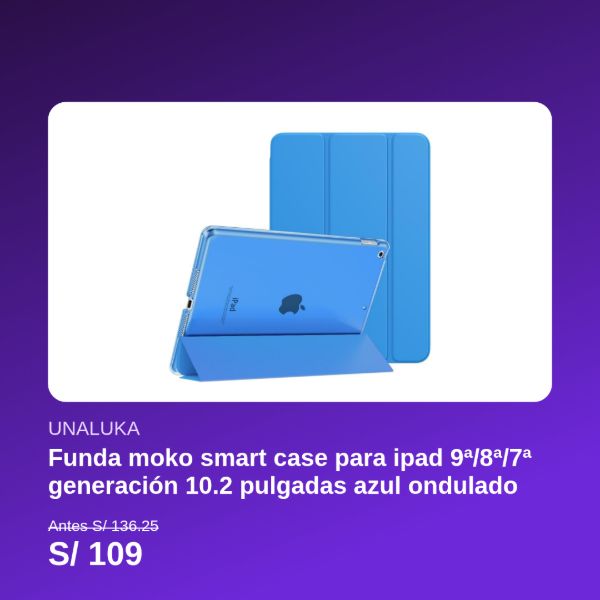 iPad
UNALUKA
Funda moko smart case para ipad 9ª/8ª/7ª
generación 10.2 pulgadas azul ondulado
Antes S/ 136.25
S/ 109